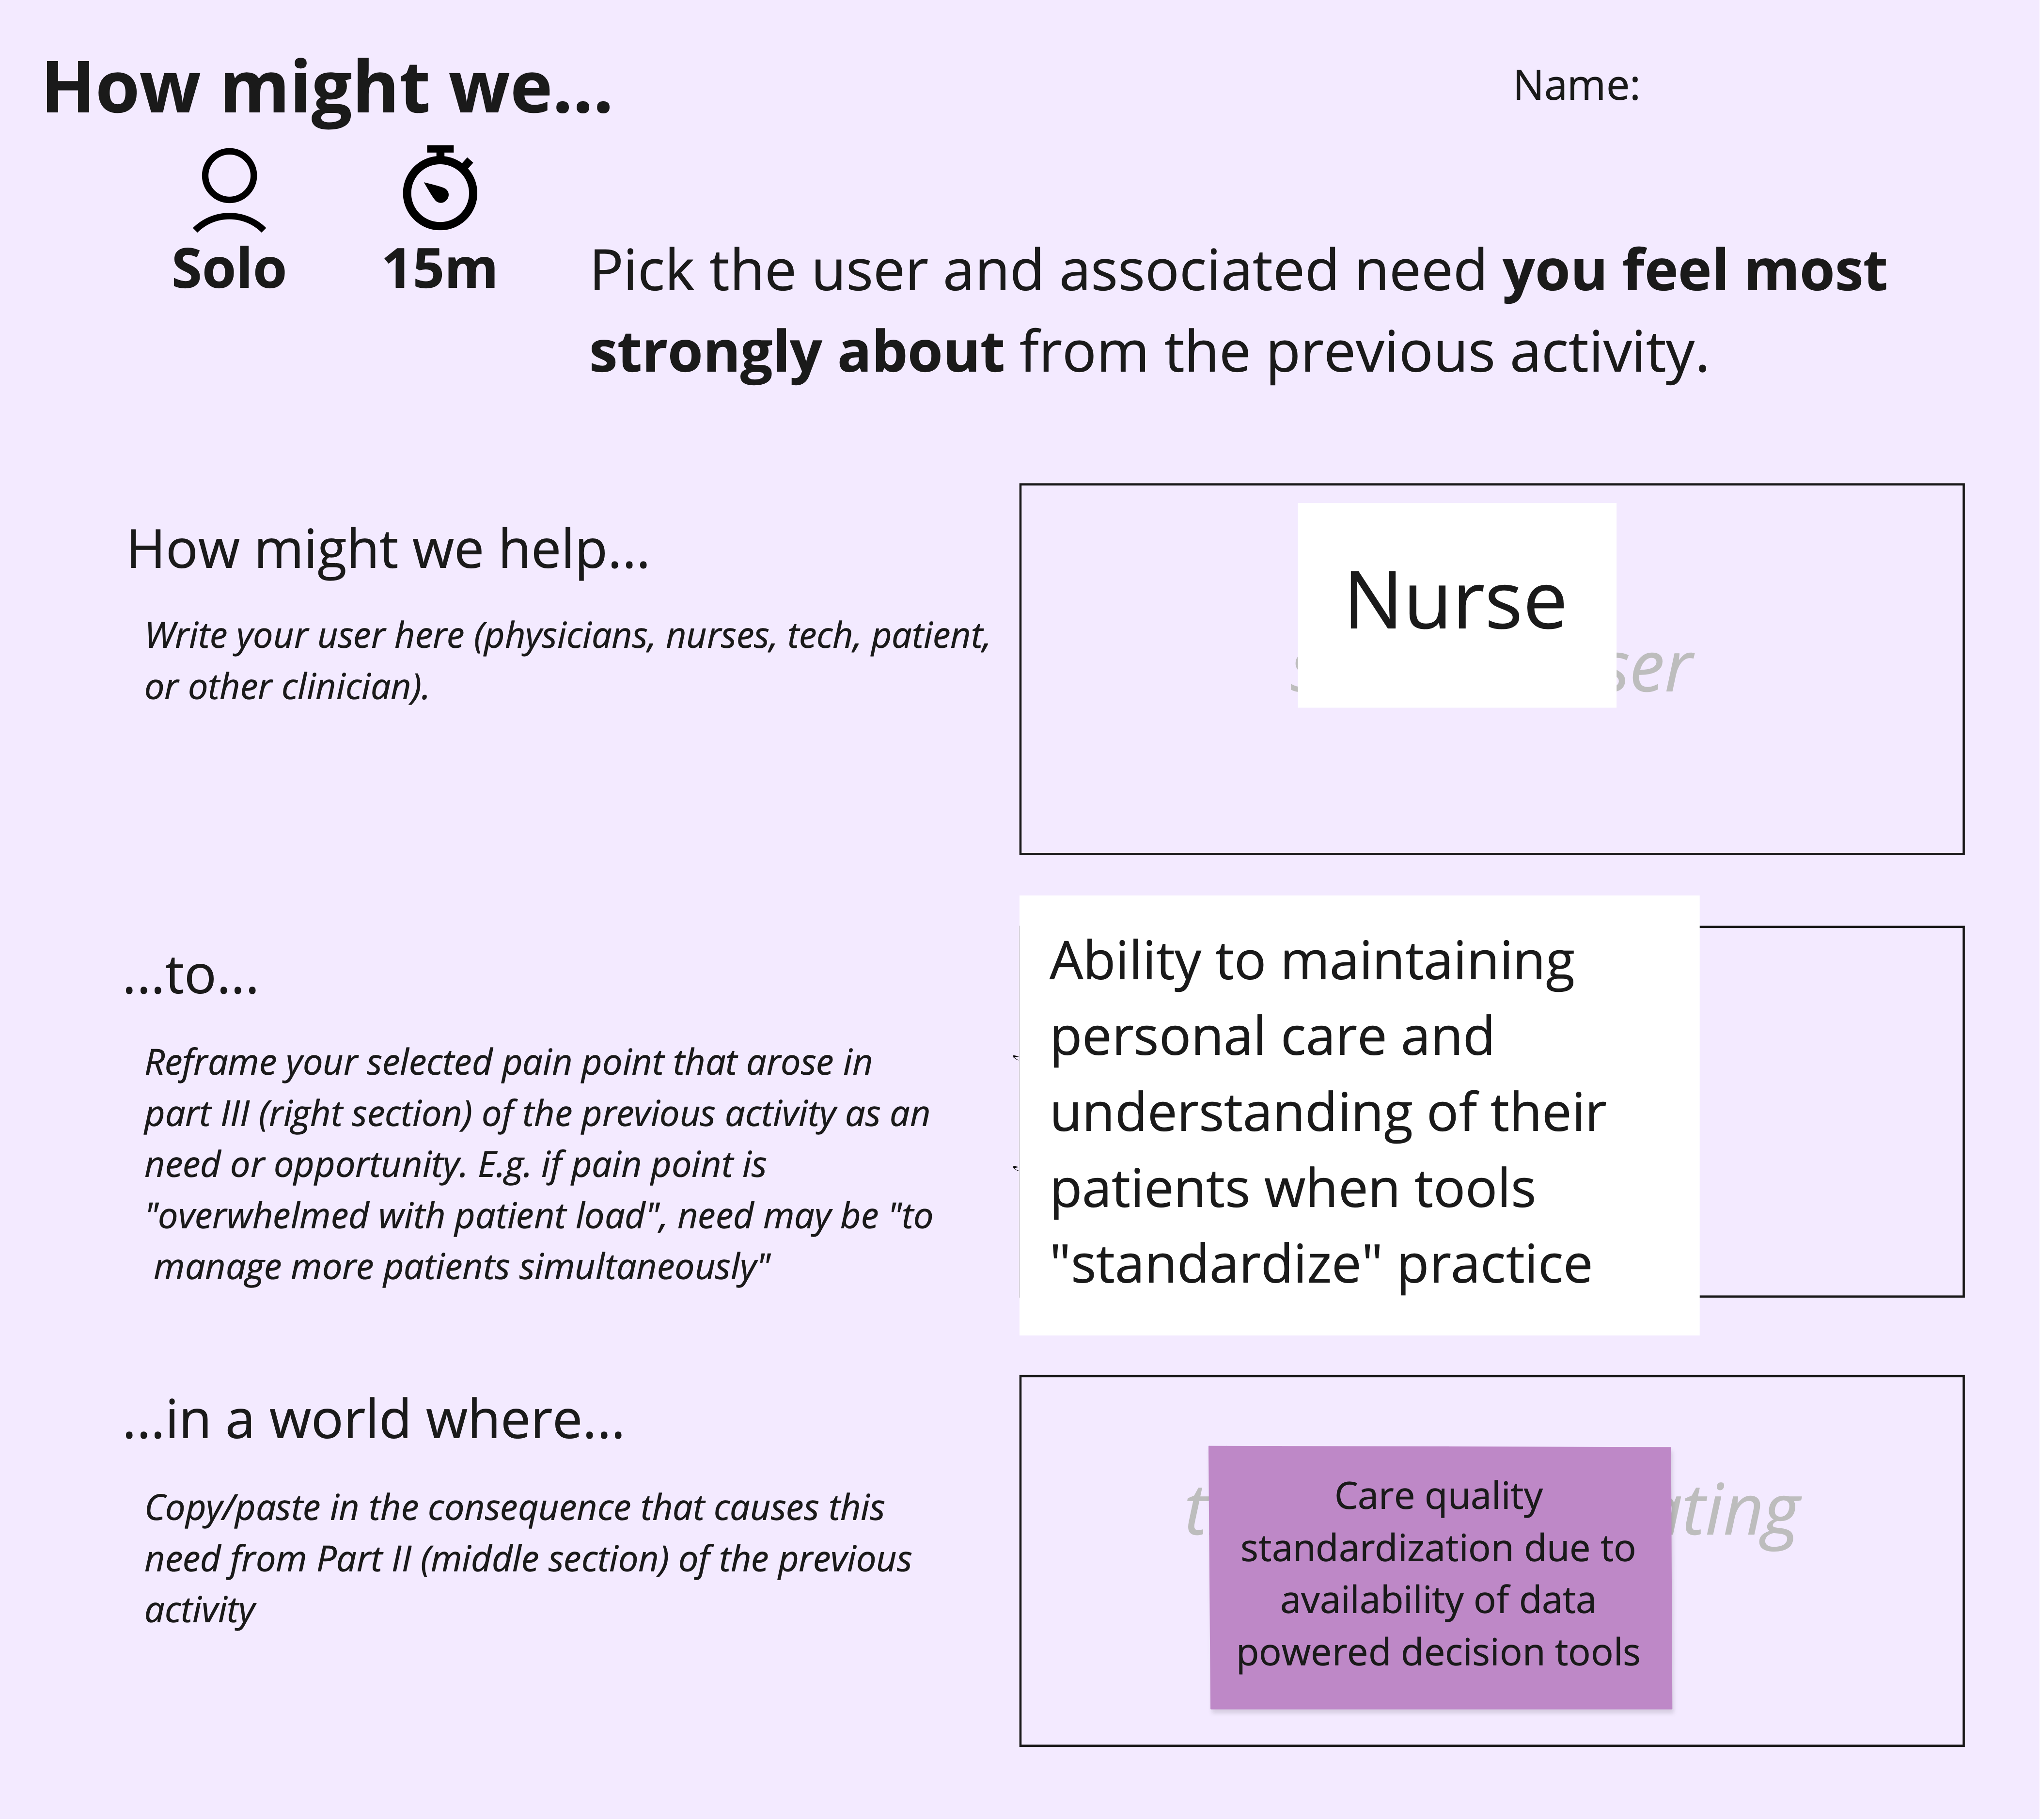 How might we...
Name:
Solo
15m
Pick the user and associated need you feel most
strongly about from the previous activity.
How might we help...
Write your user here (physicians, nurses, tech, patient,
or other clinician).
Nurse
...to...
Reframe your selected pain point that arose in
part III (right section) of the previous activity as an
need or opportunity. E.g. if pain point is
"overwhelmed with patient load", need may be "to
manage more patients simultaneously"
Ability to maintaining
personal care and
understanding of their
patients when tools
"standardize" practice
...in a world where...
Copy/paste in the consequence that causes this
need from Part II (middle section) of the previous
activity
Care quality
standardization due to
availability of data
powered decision tools